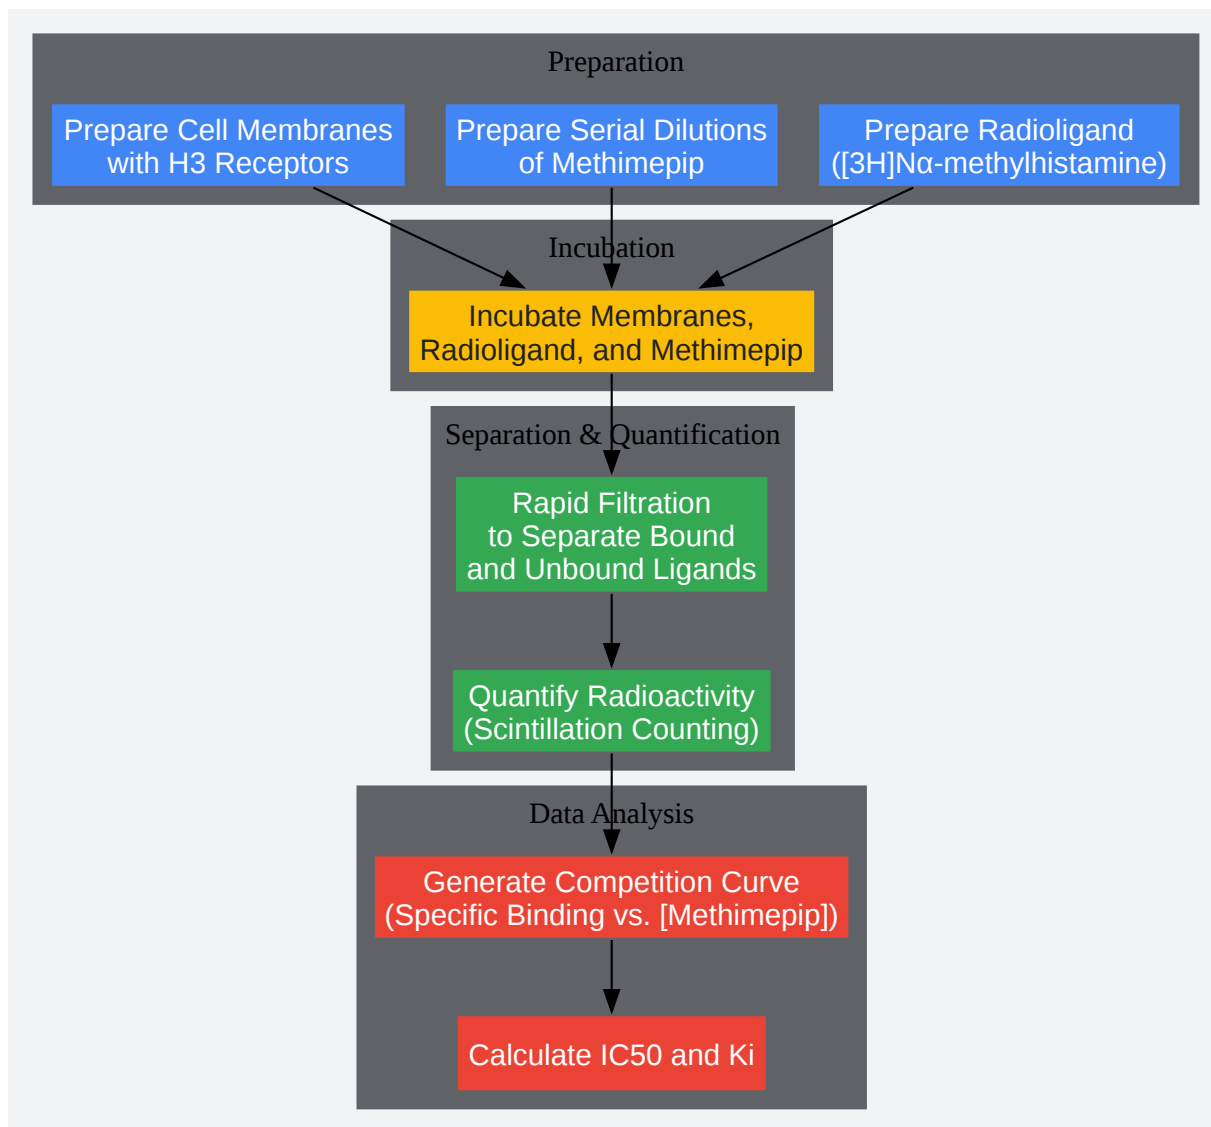 Preparation
Prepare Cell Membranes
with H3 Receptors
Prepare Serial Dilutions
of Methimepip
Prepare Radioligand
([3H]Nα-methylhistamine)
Incubation
Incubate Membranes,
Radioligand, and Methimepip
Separation & Quantification
Rapid Filtration
to Separate Bound
and Unbound Ligands
Quantify Radioactivity
(Scintillation Counting)
Data Analysis
Generate Competition Curve
(Specific Binding vs. [Methimepip])
Calculate IC50 and Ki